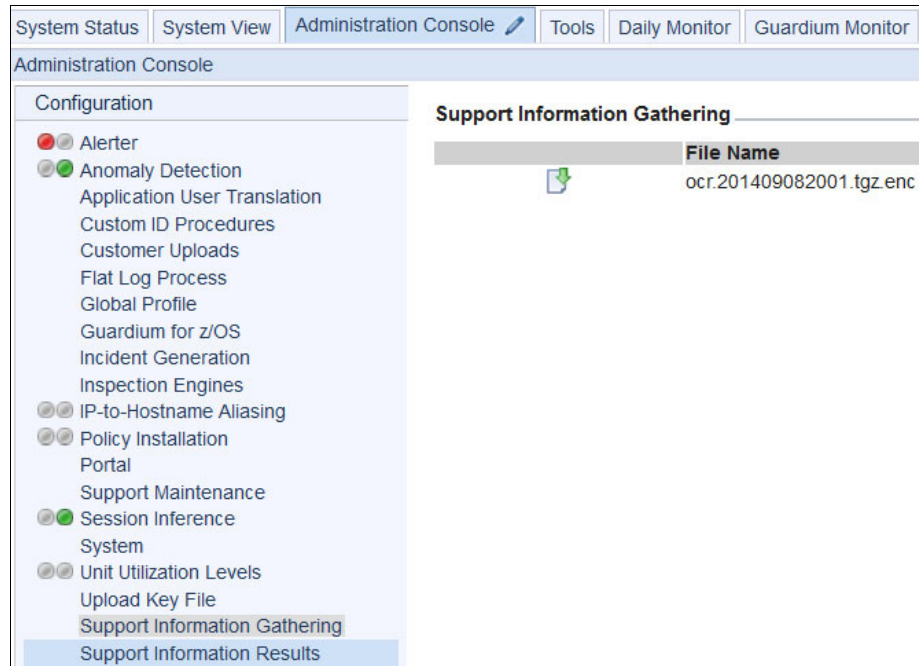 System Status System View Administration Console Tools Daily Monitor Guardium Monitor
Administration Console
Configuration
Alerter
Anomaly Detection
Application User Translation
Custom ID Procedures
Customer Uploads
Flat Log Process
Global Profile
Guardium for z/OS
Incident Generation
Inspection Engines
IP-to-Hostname Aliasing
Policy Installation
Portal
Support Maintenance
Session Inference
System
Unit Utilization Levels
Upload Key File
Support Information Gathering
Support Information Results
Support Information Gathering
File Name
ocr.201409082001.tgz.enc